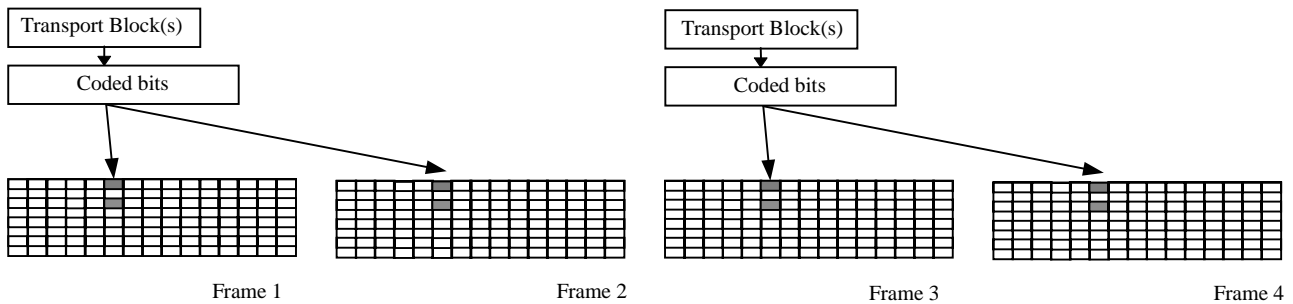 Transport Block(s)
Coded bits
Transport Block(s)
Coded bits
Frame 1
Frame 2
Frame 3
Frame 4